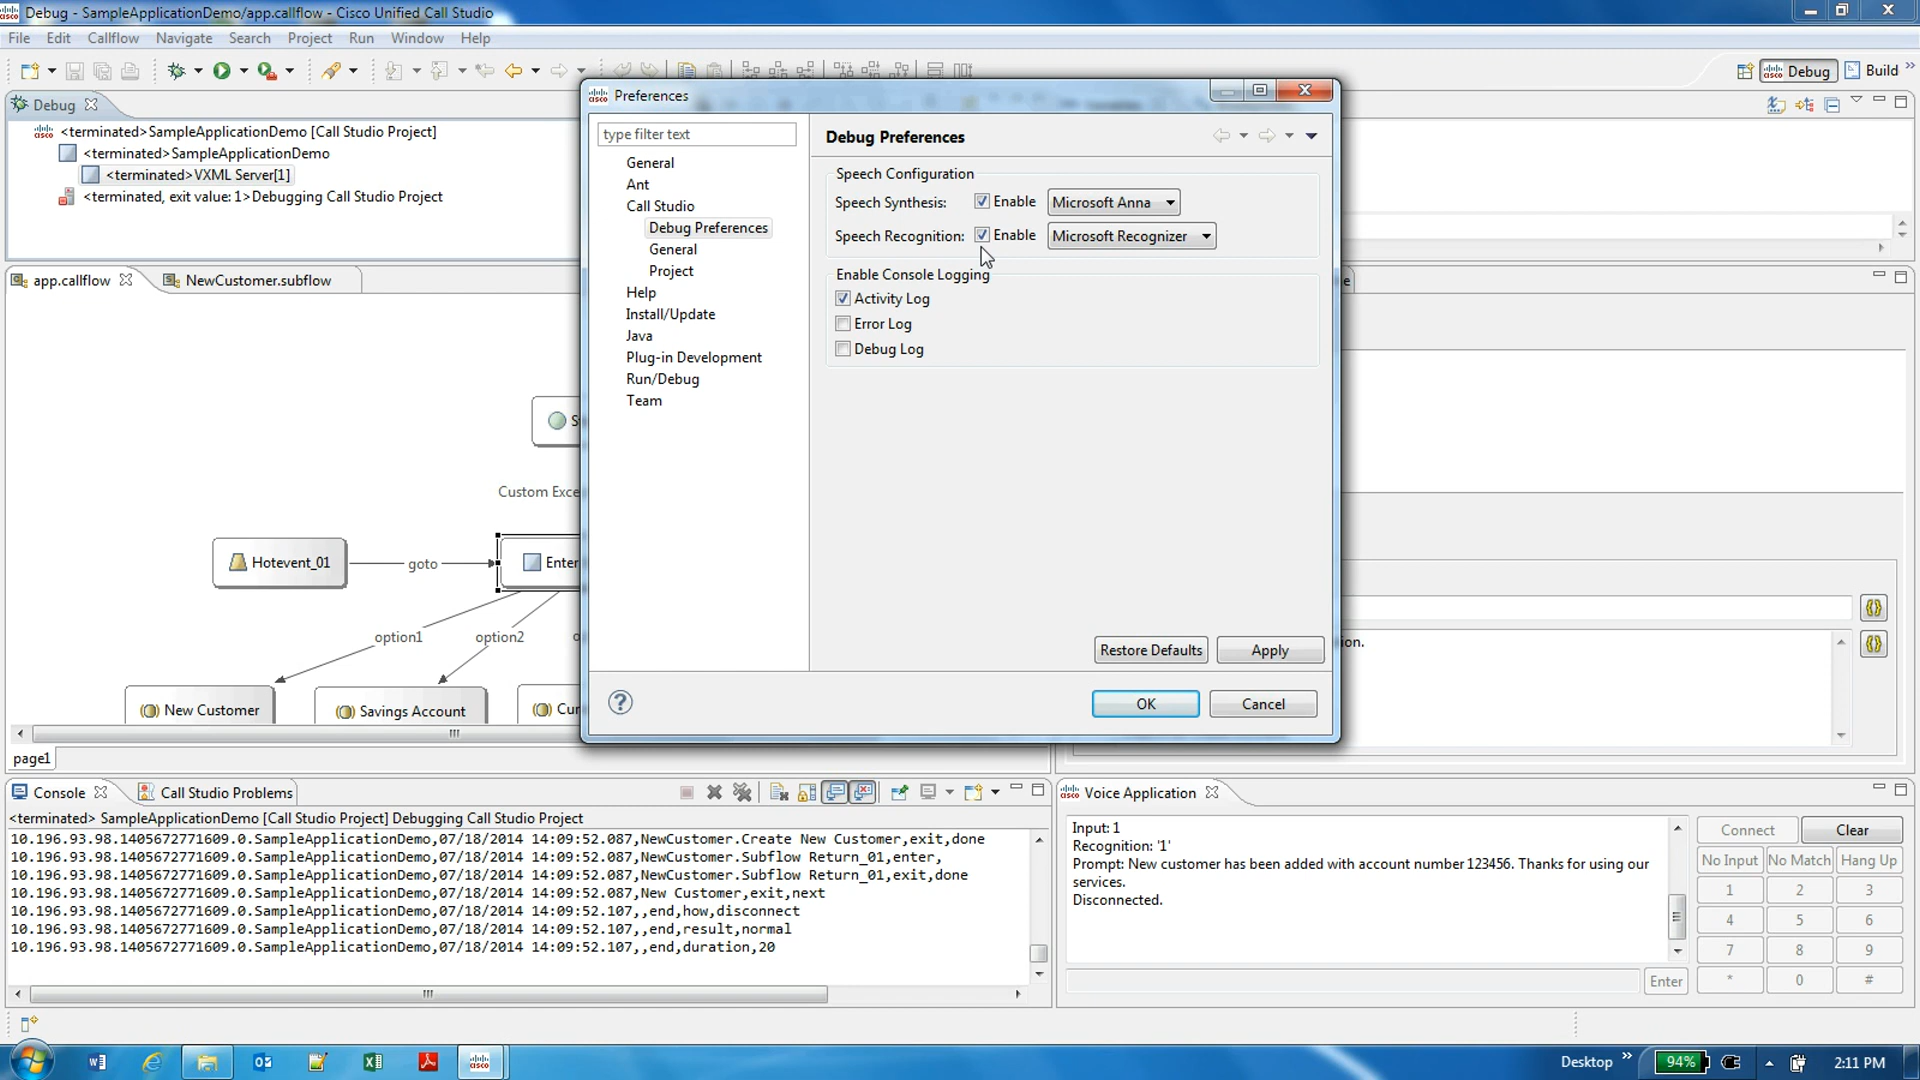 Debug - SampleApplicationDemo/app.callflow - Cisco Unified Call Studio
File Edit Callflow Navigate Search Project Run Window Help
Debug Build
Debug
<terminated>SampleApplicationDemo [Call Studio Project]
<terminated>SampleApplicationDemo
<terminated>VXML Server[1]
<terminated, exit value: 1>Debugging Call Studio Project
app.callflow NewCustomer.subflow
Custom Exce
Hotevent_01 goto Enter
option1 option2
New Customer Savings Account Cur
page1
Preferences
type filter text
General
Ant
Call Studio
Debug Preferences
General
Project
Help
Install/Update
Java
Plug-in Development
Run/Debug
Team
Debug Preferences
Speech Configuration
Speech Synthesis: Enable Microsoft Anna
Speech Recognition: Enable Microsoft Recognizer
Enable Console Logging
Activity Log
Error Log
Debug Log
Restore Defaults Apply
OK Cancel
ion.
Console Call Studio Problems
<terminated> SampleApplicationDemo [Call Studio Project] Debugging Call Studio Project
10.196.93.98.1405672771609.0.SampleApplicationDemo,07/18/2014 14:09:52.087,NewCustomer.Create New Customer,exit,done
10.196.93.98.1405672771609.0.SampleApplicationDemo,07/18/2014 14:09:52.087,NewCustomer.Subflow Return_01,enter,
10.196.93.98.1405672771609.0.SampleApplicationDemo,07/18/2014 14:09:52.087,NewCustomer.Subflow Return_01,exit,done
10.196.93.98.1405672771609.0.SampleApplicationDemo,07/18/2014 14:09:52.087,New Customer,exit,next
10.196.93.98.1405672771609.0.SampleApplicationDemo,07/18/2014 14:09:52.107,,end,how,disconnect
10.196.93.98.1405672771609.0.SampleApplicationDemo,07/18/2014 14:09:52.107,,end,result,normal
10.196.93.98.1405672771609.0.SampleApplicationDemo,07/18/2014 14:09:52.107,,end,duration,20
Voice Application
Input: 1
Recognition: '1'
Prompt: New customer has been added with account number 123456. Thanks for using our
services.
Disconnected.
Connect Clear
No Input No Match Hang Up
1 2 3
4 5 6
7 8 9
* 0 #
Enter
Desktop 94% 2:11 PM